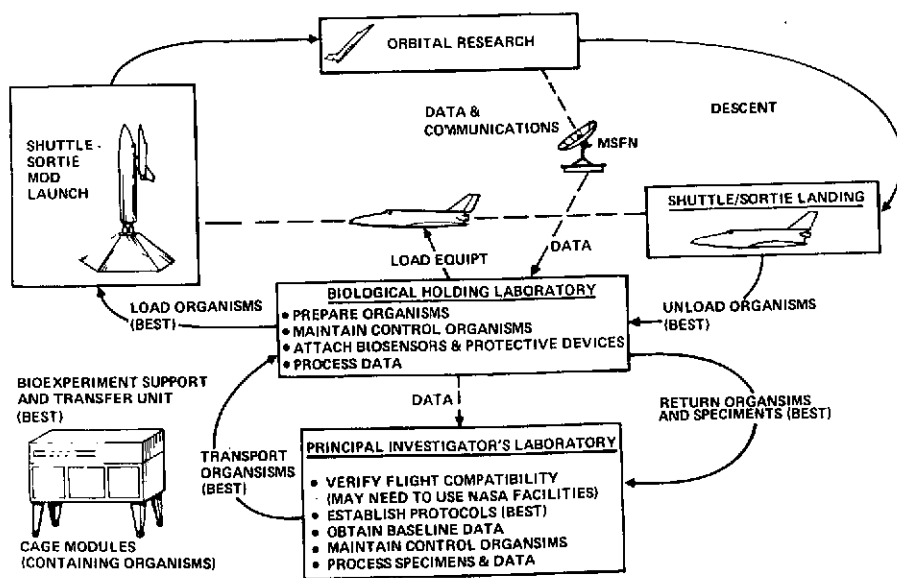 ORBITAL RESEARCH
DATA &
COMMUNICATIONS
DESCENT
MSFN
SHUTTLE-
SORTIE
MOD
LAUNCH
SHUTTLE/SORTIE LANDING
LOAD EQUIPT
DATA
BIOLOGICAL HOLDING LABORATORY
• PREPARE ORGANISMS
• MAINTAIN CONTROL ORGANISMS
• ATTACH BIOSENSORS & PROTECTIVE DEVICES
• PROCESS DATA
LOAD ORGANISMS
(BEST)
UNLOAD ORGANISMS
(BEST)
BIOEXPERIMENT SUPPORT
AND TRANSFER UNIT
(BEST)
DATA
RETURN ORGANSIMS
AND SPECIMENTS (BEST)
TRANSPORT
ORGANISISMS
(BEST)
PRINCIPAL INVESTIGATOR'S LABORATORY
• VERIFY FLIGHT COMPATIBILITY
(MAY NEED TO USE NASA FACILITIES)
• ESTABLISH PROTOCOLS (BEST)
• OBTAIN BASELINE DATA
• MAINTAIN CONTROL ORGANSIMS
• PROCESS SPECIMENS & DATA
CAGE MODULES
(CONTAINING ORGANISMS)